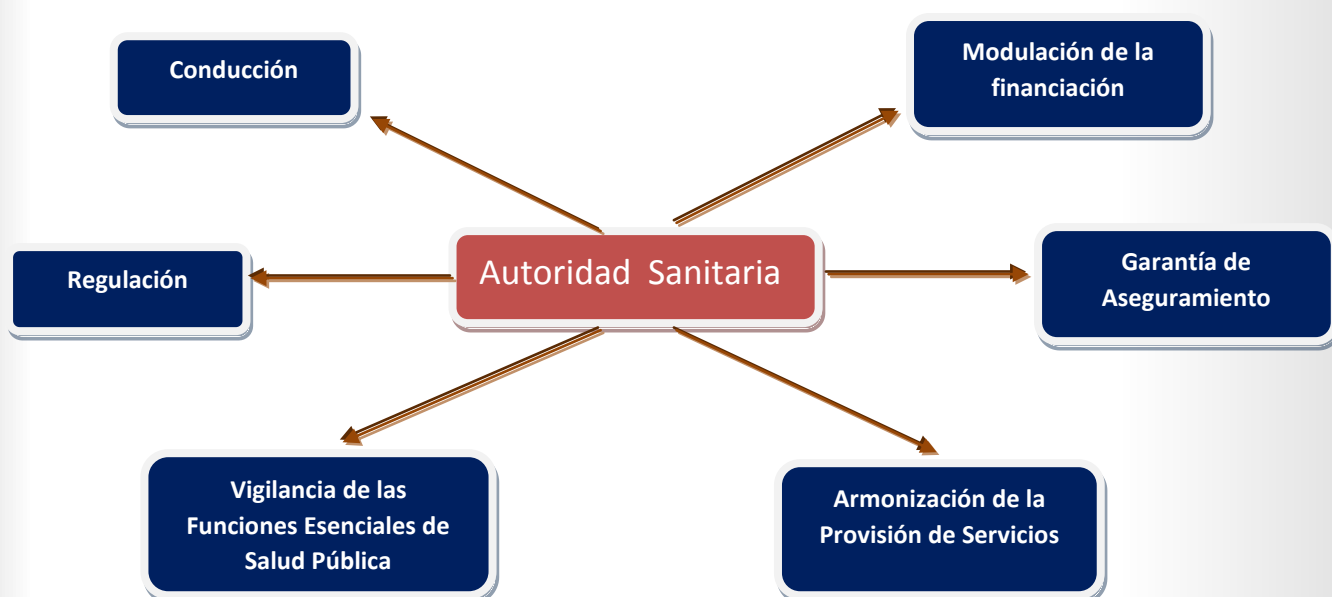 Conducción
Modulación de la
financiación
Autoridad Sanitaria
Regulación
Garantía de
Aseguramiento
Vigilancia de las
Funciones Esenciales de
Salud Pública
Armonización de la
Provisión de Servicios